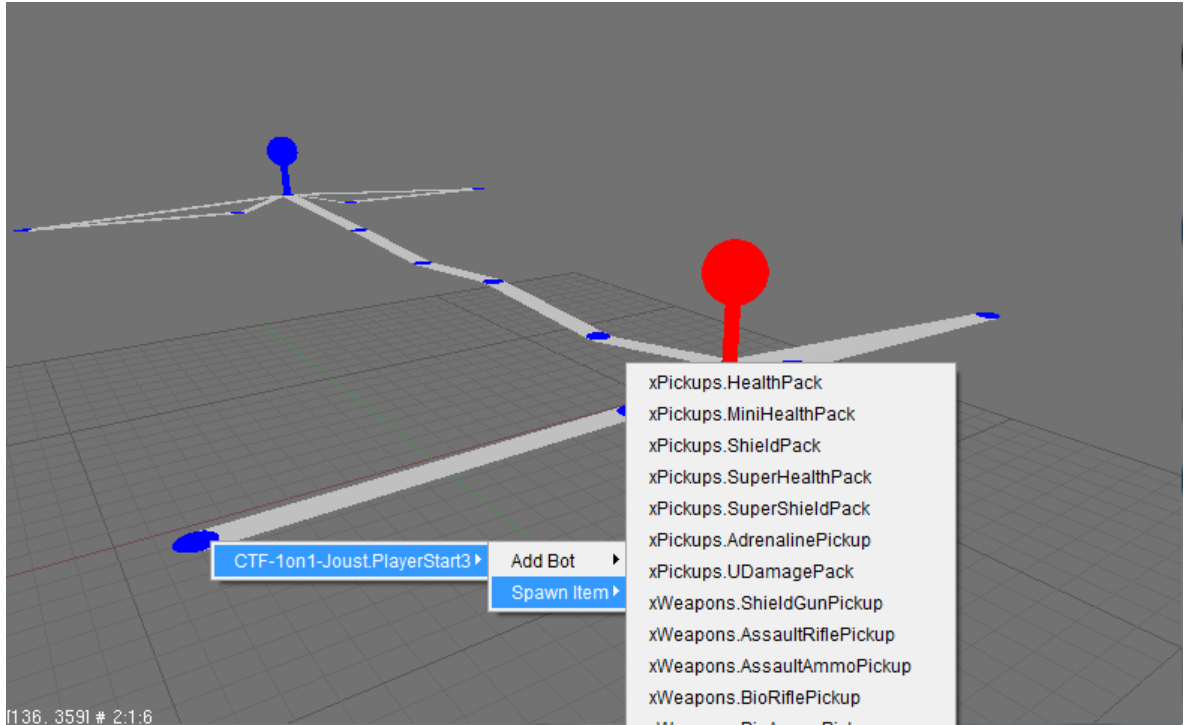 xPickups.HealthPack
xPickups.MiniHealthPack
xPickups.ShieldPack
xPickups.SuperHealthPack
xPickups.SuperShieldPack
xPickups.AdrenalinePickup
CTF-1on1-Joust.PlayerStart3
Add Bot
xPickups.UDamagePack
Spawn Item
xWeapons.ShieldGunPickup
xWeapons.AssaultRiflePickup
xWeapons.AssaultAmmoPickup
xWeapons.BioRiflePickup
[136, 359] # 2:1:6